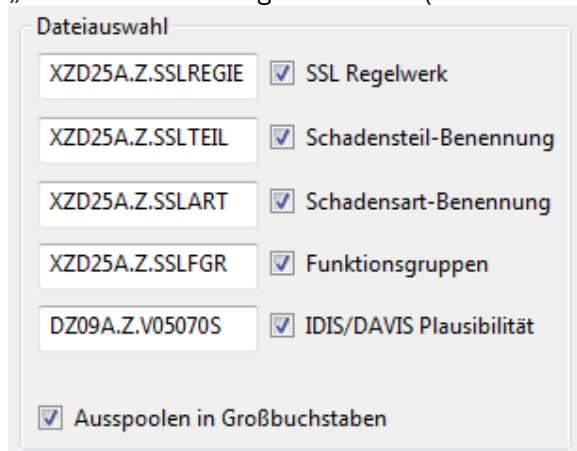 Dateiauswahl
XZD25A.Z.SSLREGIE SSL Regelwerk
XZD25A.Z.SSLTEIL Schadensteil-Benennung
XZD25A.Z.SSLART Schadensart-Benennung
XZD25A.Z.SSLFGR Funktionsgruppen
DZ09A.Z.V05070S IDIS/DAVIS Plausibilität
Ausspoolen in Großbuchstaben